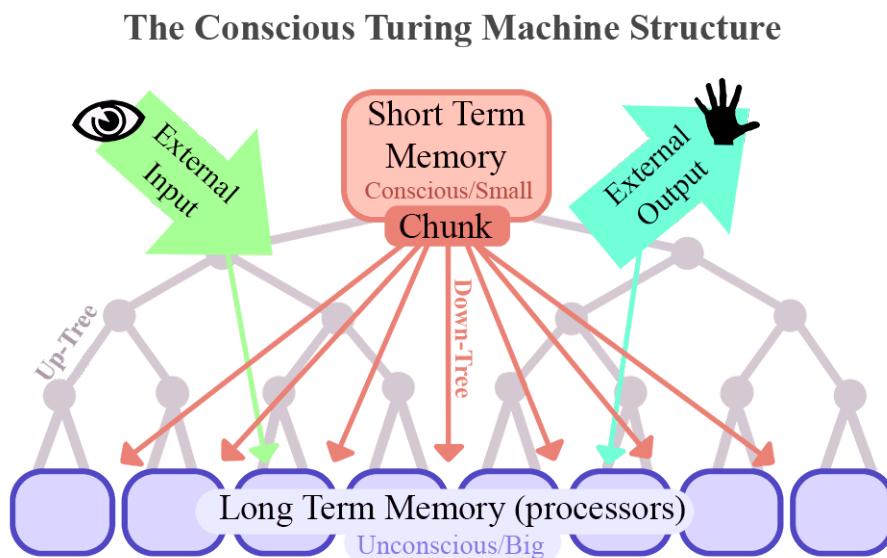 The Conscious Turing Machine Structure
External
Input
Short Term
Memory
Conscious/Small
Chunk
External
Output
Up-Tree
Down-Tree
Long Term Memory (processors)
Unconscious/Big